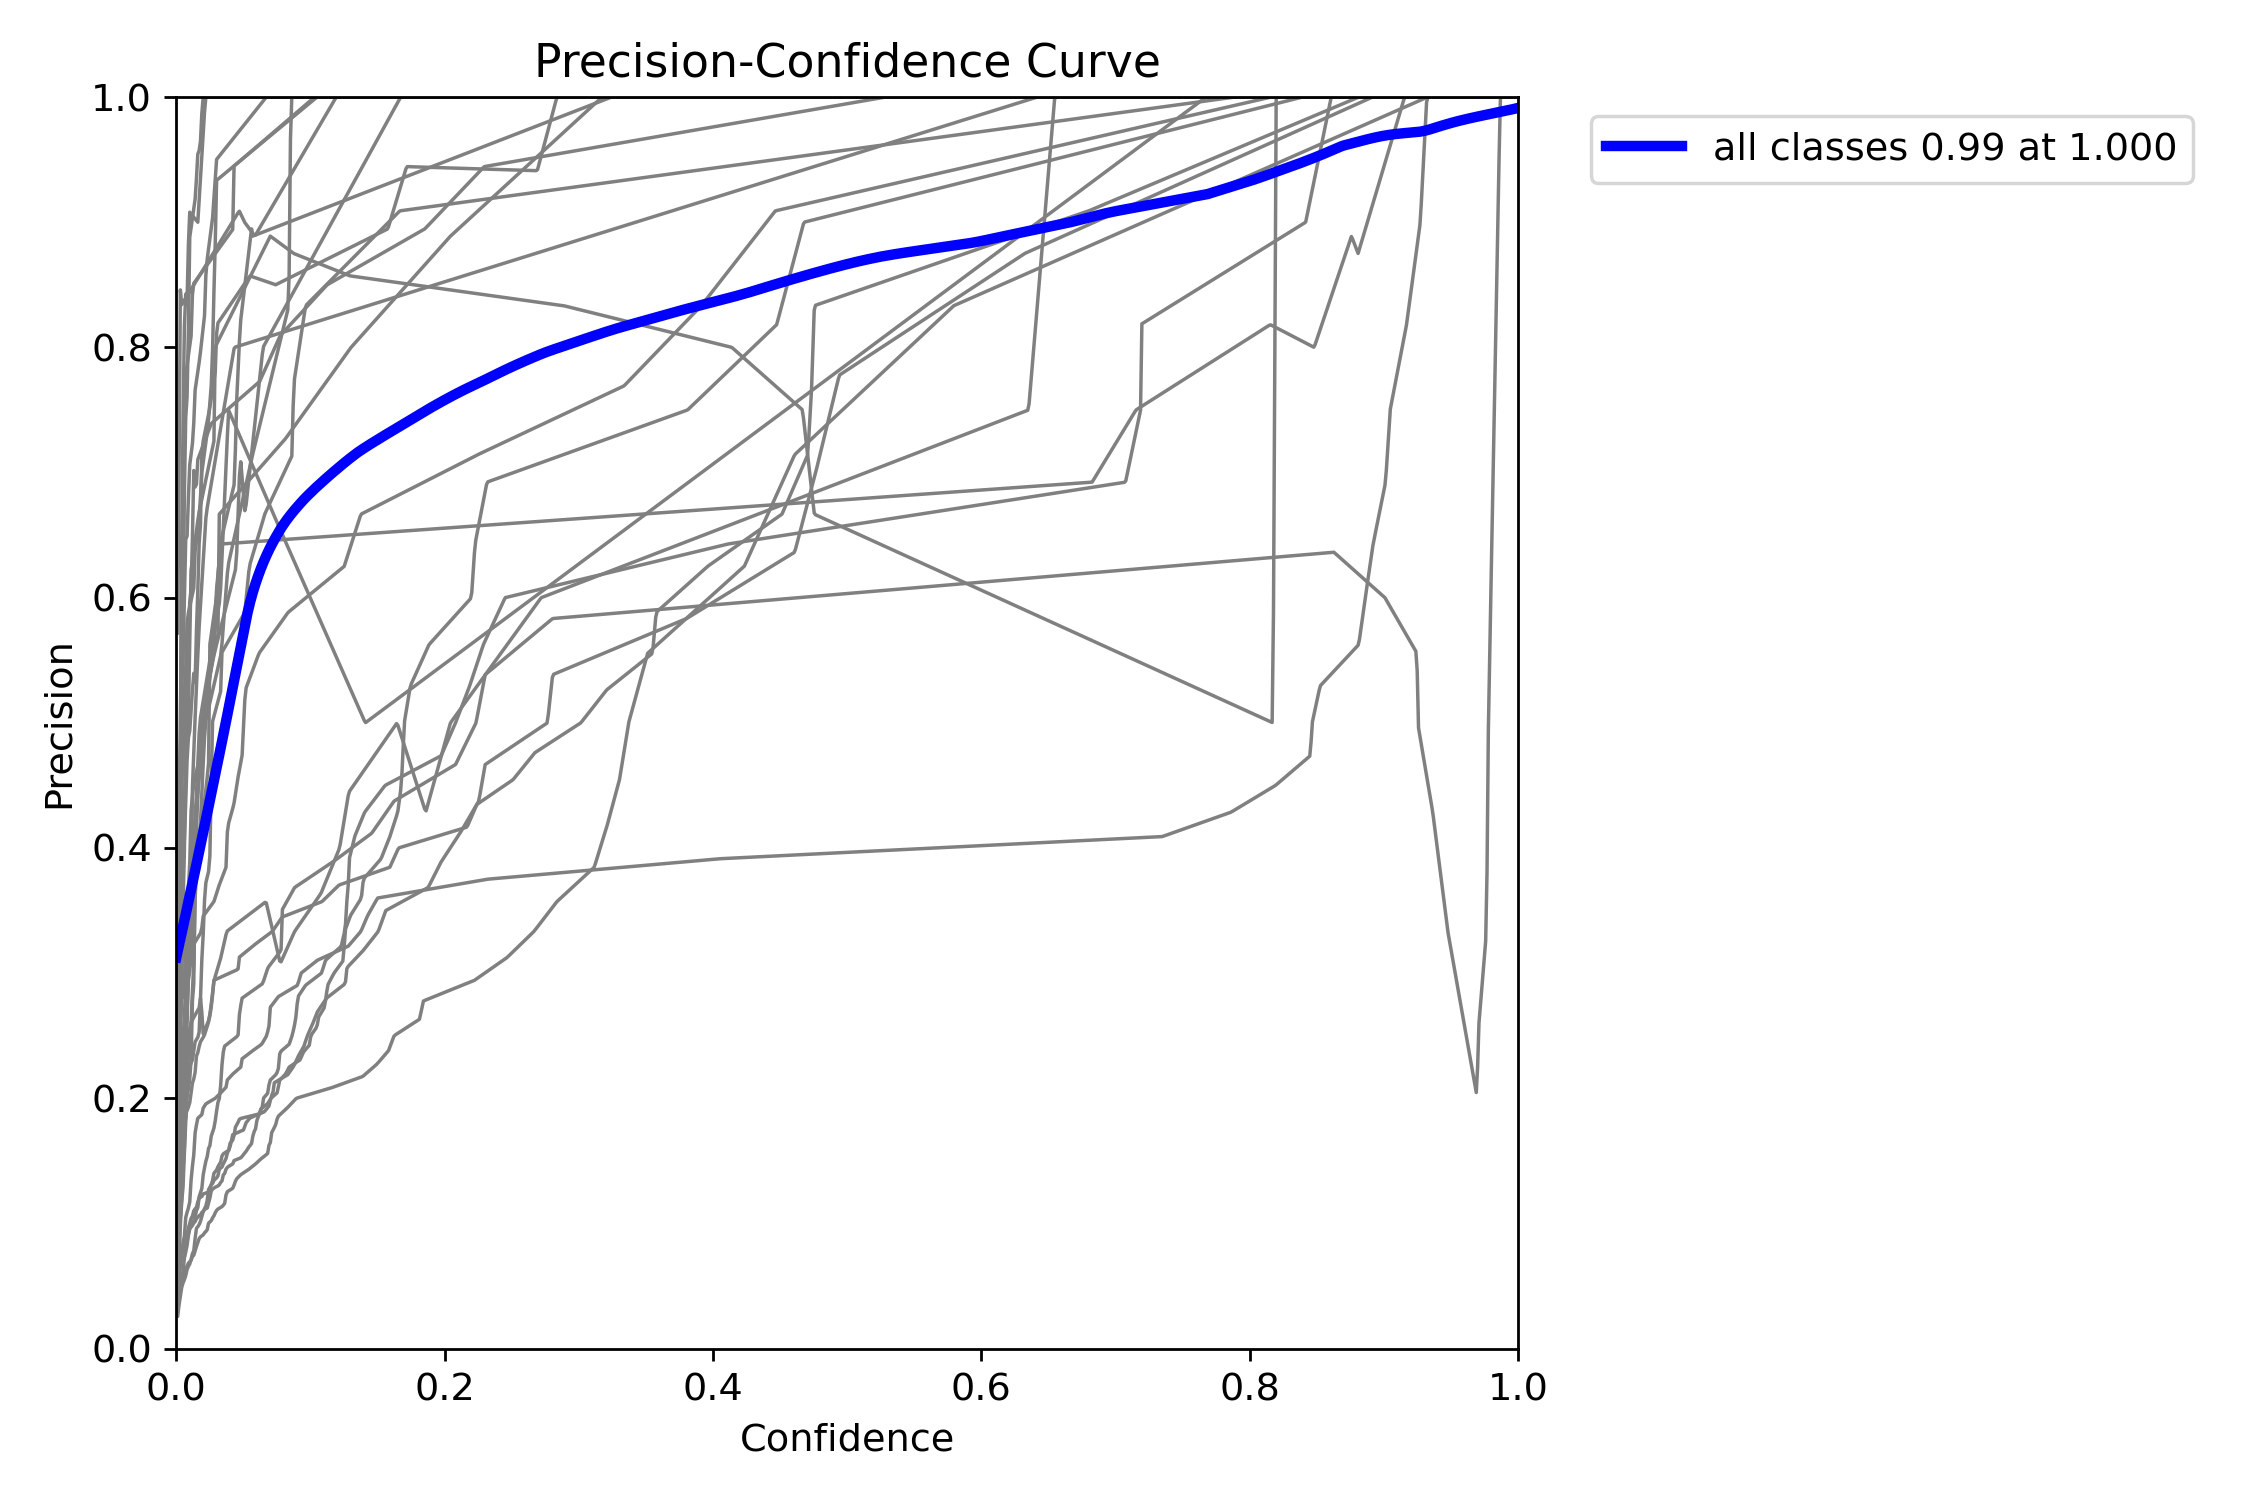 Precision-Confidence Curve
all classes 0.99 at 1.000
1.0
0.8
0.6
0.4
0.2
0.0
Precision
0.0 0.2 0.4 0.6 0.8 1.0
Confidence